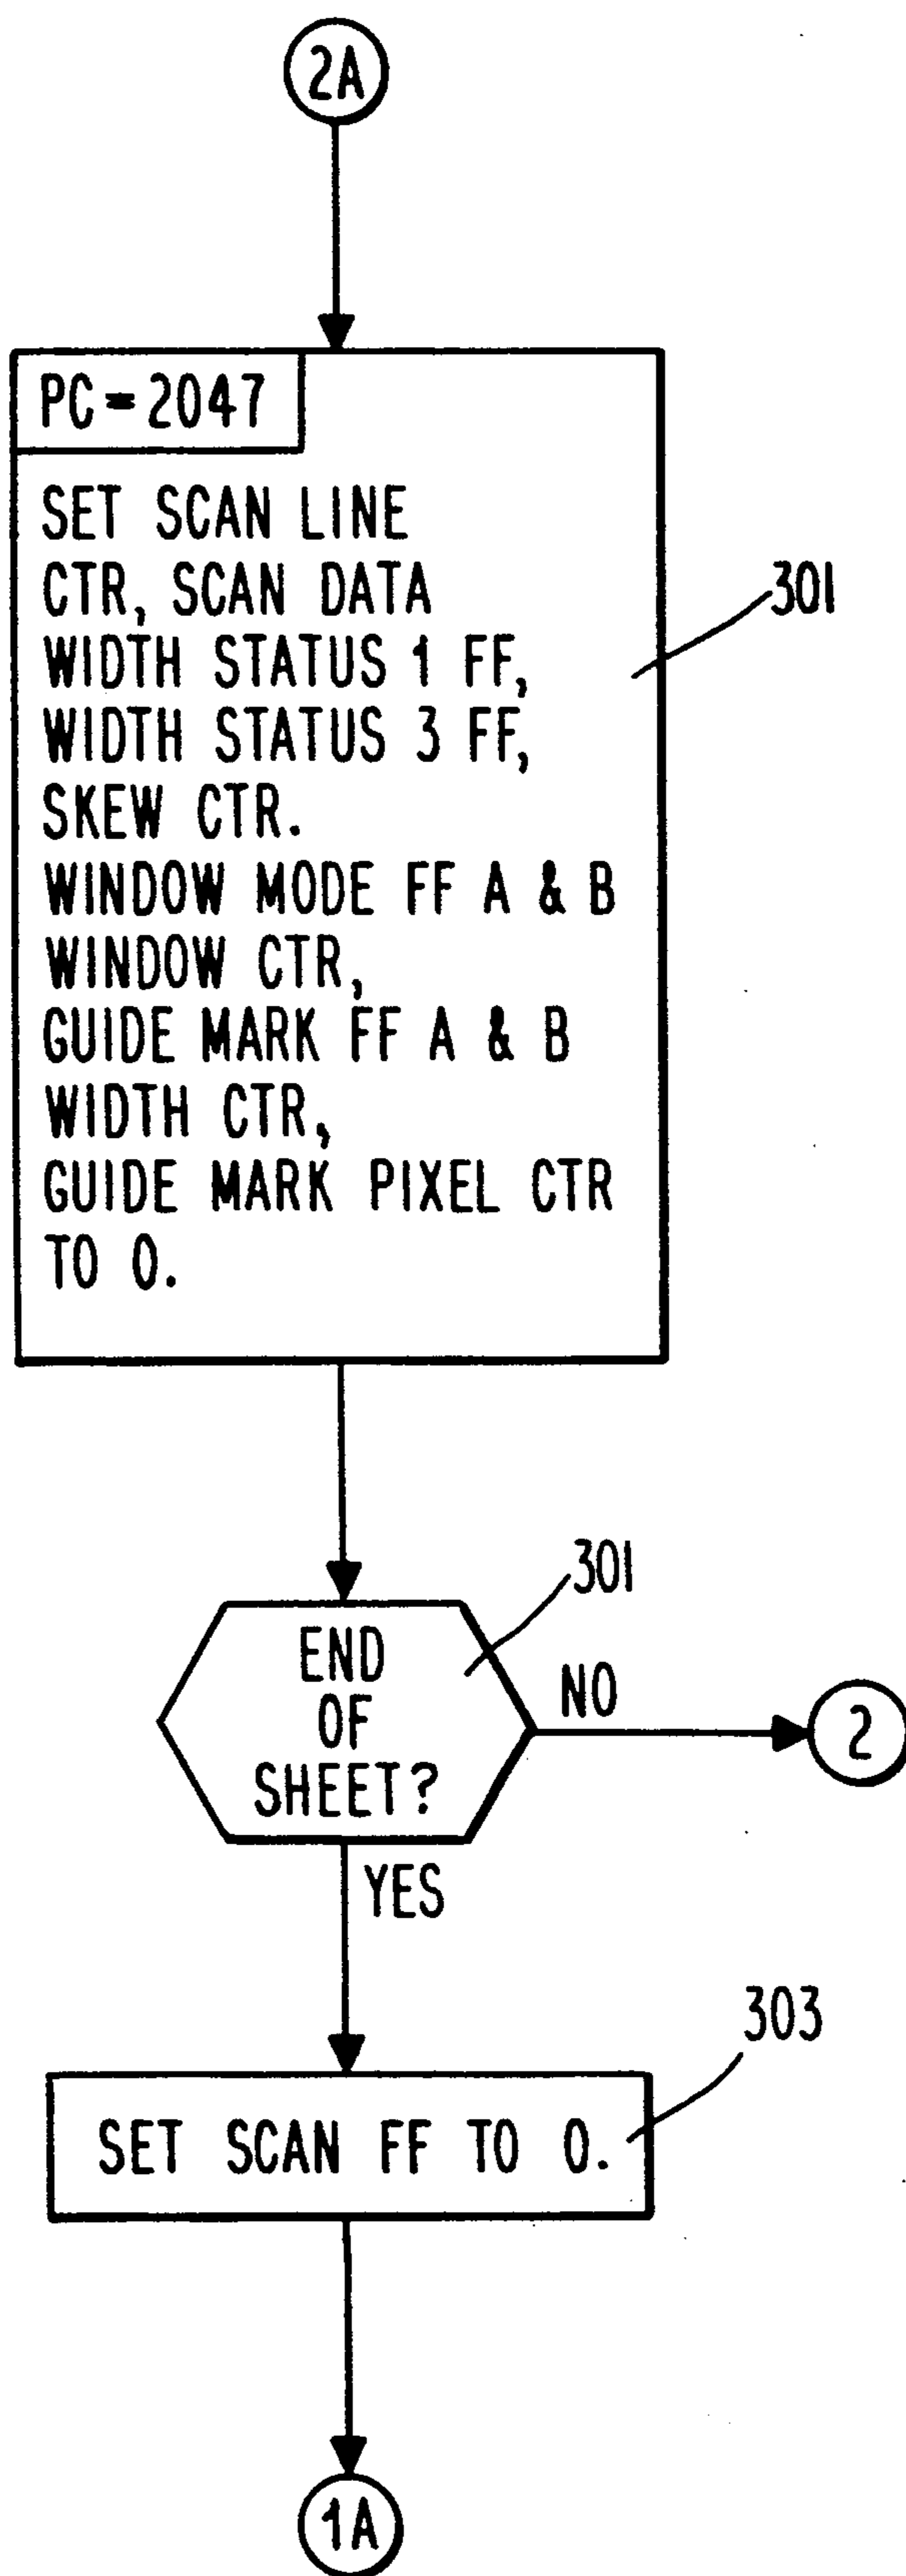 2A
PC=2047
SET SCAN LINE
CTR, SCAN DATA
WIDTH STATUS 1 FF,
WIDTH STATUS 3 FF,
SKEW CTR.
WINDOW MODE FF A & B
WINDOW CTR,
GUIDE MARK FF A & B
WIDTH CTR,
GUIDE MARK PIXEL CTR
TO 0.
301
301
END
OF
SHEET?
NO
2
YES
303
SET SCAN FF TO 0.
1A